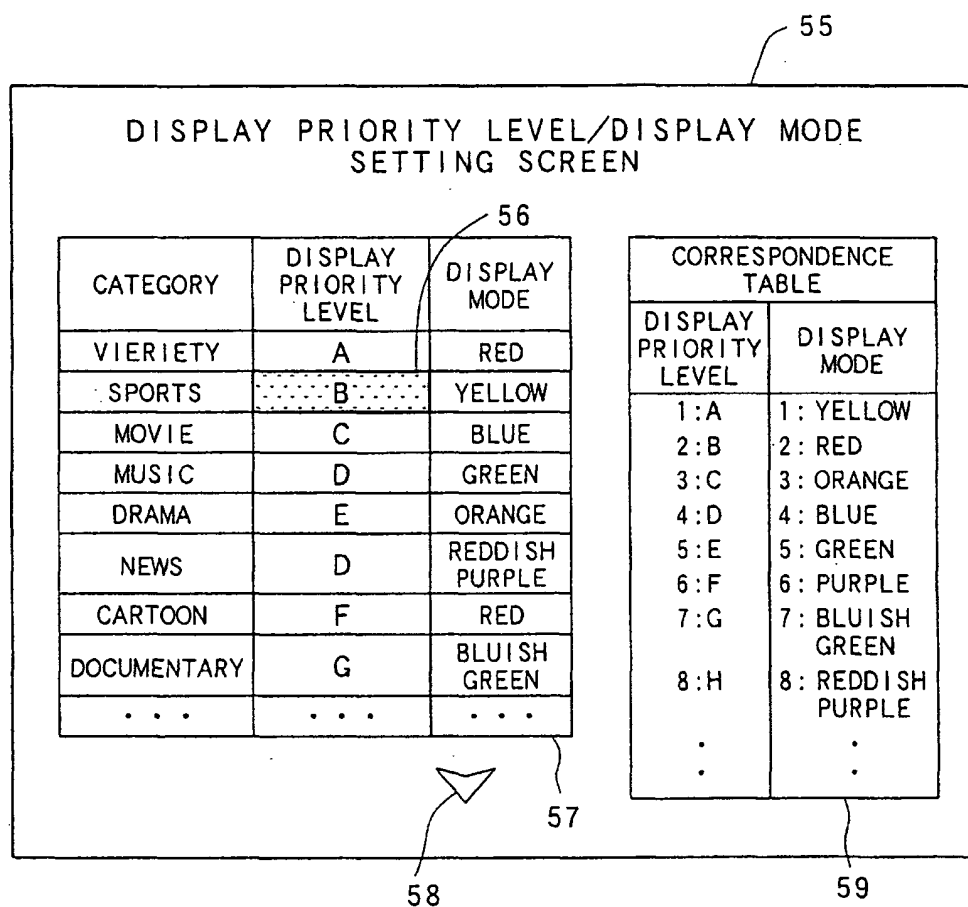 55
DISPLAY PRIORITY LEVEL/DISPLAY MODE
SETTING SCREEN
56
CATEGORY DISPLAY PRIORITY LEVEL DISPLAY MODE
VIERIETY A RED
SPORTS B YELLOW
MOVIE C BLUE
MUSIC D GREEN
DRAMA E ORANGE
NEWS D REDDISH PURPLE
CARTOON F RED
DOCUMENTARY G BLUISH GREEN
... ... ...
57
58
CORRESPONDENCE
TABLE
DISPLAY PRIORITY LEVEL DISPLAY MODE
1:A 1: YELLOW
2:B 2: RED
3:C 3: ORANGE
4:D 4: BLUE
5:E 5: GREEN
6:F 6: PURPLE
7:G 7: BLUISH GREEN
8:H 8: REDDISH PURPLE
. .
. .
59